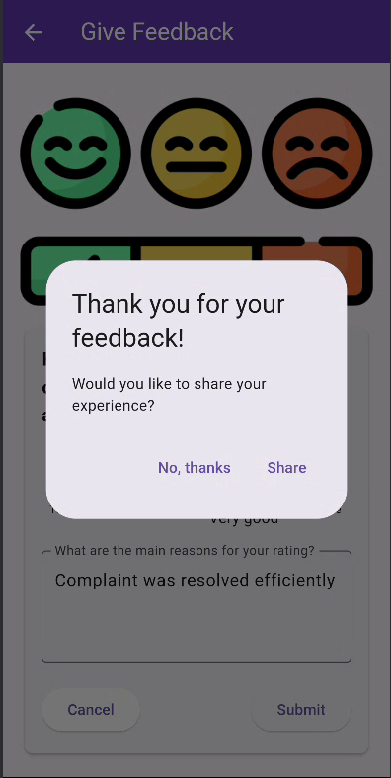 Give Feedback
Thank you for your
feedback!
Would you like to share your
experience?
No, thanks
Share
very good
What are the main reasons for your rating?
Complaint was resolved efficiently
Cancel
Submit